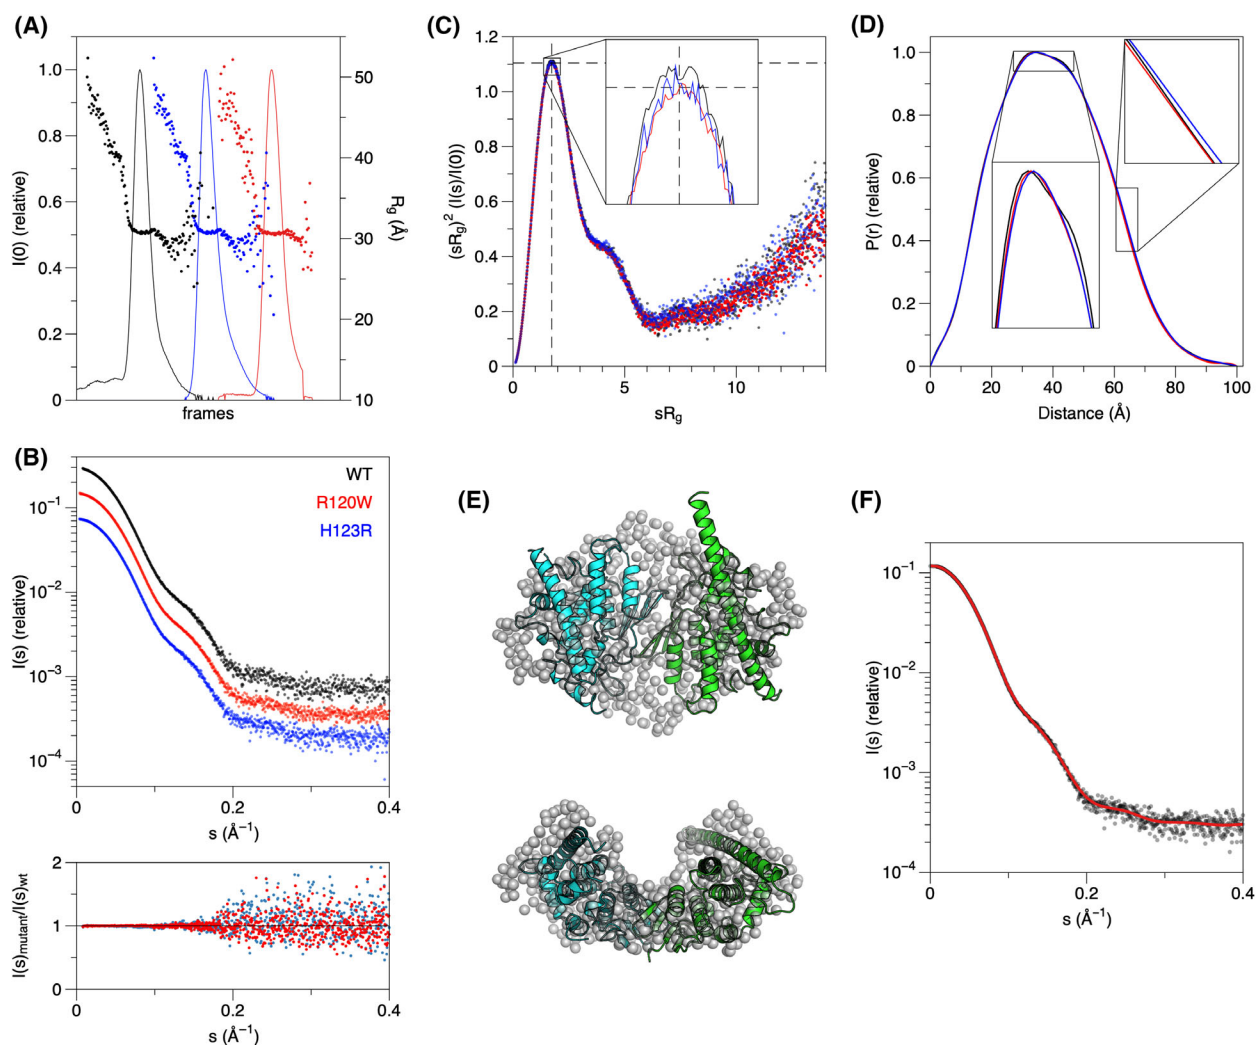 (A)
I(0) (relative)
1.0
0.8
0.6
0.4
0.2
0
50
40
30
20
10
Rg (Å)
frames
(B)
WT
R120W
H123R
I(s) (relative)
10⁻¹
10⁻²
10⁻³
10⁻⁴
0
0.2
0.4
s (Å⁻¹)
I(s)mutant/I(s)wt
2
1
0
0
0.2
0.4
s (Å⁻¹)
(C)
(sRg)² (I(s)/I(0))
1.2
1.0
0.8
0.6
0.4
0.2
0
0
5
10
sRg
(D)
P(r) (relative)
1.0
0.8
0.6
0.4
0.2
0
0
20
40
60
80
100
Distance (Å)
(E)
(F)
I(s) (relative)
10⁻¹
10⁻²
10⁻³
10⁻⁴
0
0.2
0.4
s (Å⁻¹)